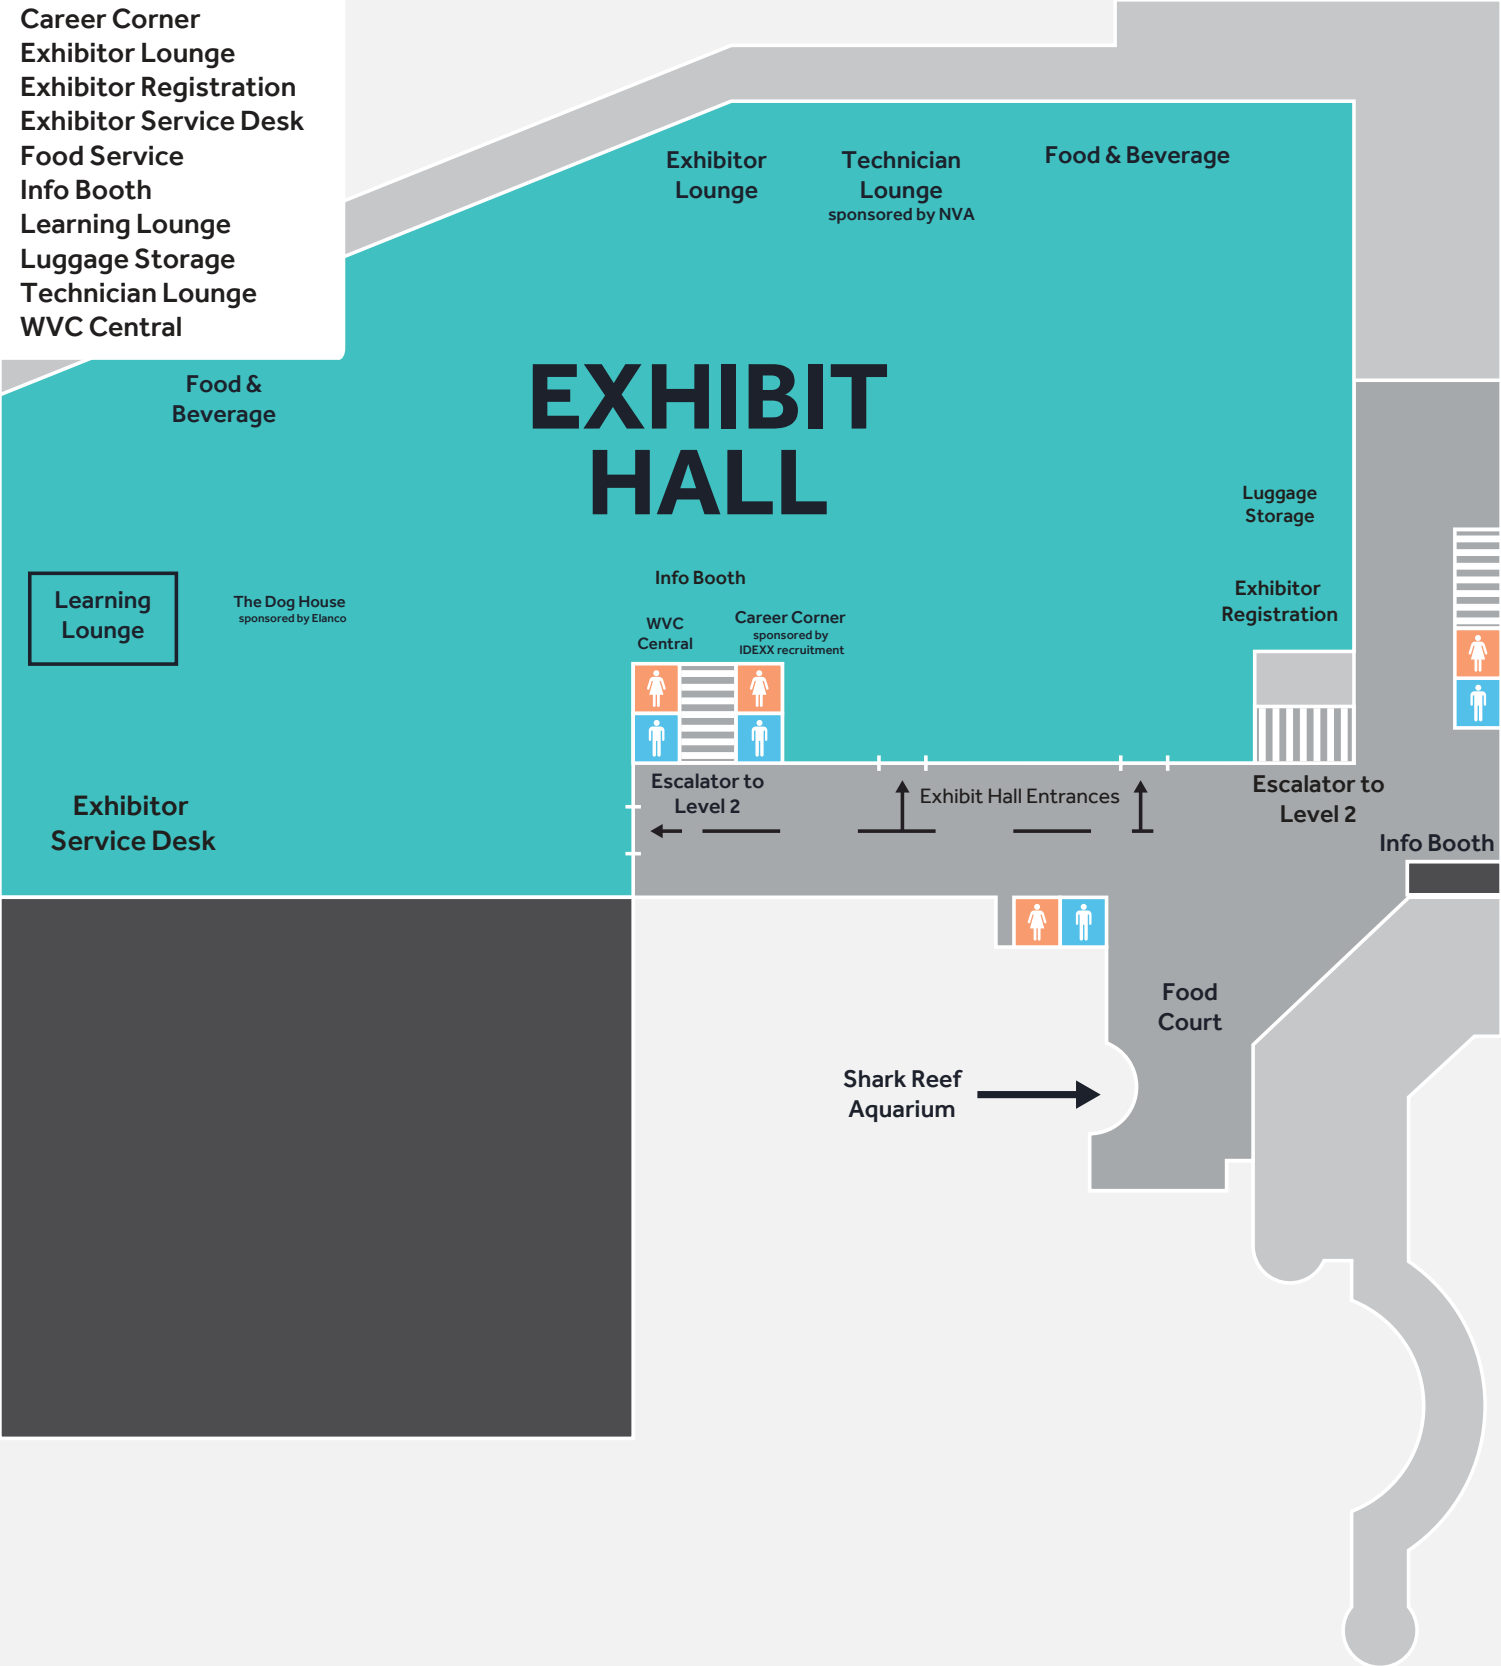 Career Corner
Exhibitor Lounge
Exhibitor Registration
Exhibitor Service Desk
Food Service
Info Booth
Learning Lounge
Luggage Storage
Technician Lounge
WVC Central
Exhibitor
Lounge
Technician
Lounge
sponsored by NVA
Food & Beverage
Food &
Beverage
EXHIBIT
HALL
Luggage
Storage
Exhibitor
Registration
Learning
Lounge
The Dog House
sponsored by Elanco
Info Booth
WVC
Central
Career Corner
sponsored by
IDEXX recruitment
Exhibitor
Service Desk
Escalator to
Level 2
Exhibit Hall Entrances
Escalator to
Level 2
Info Booth
Food
Court
Shark Reef
Aquarium